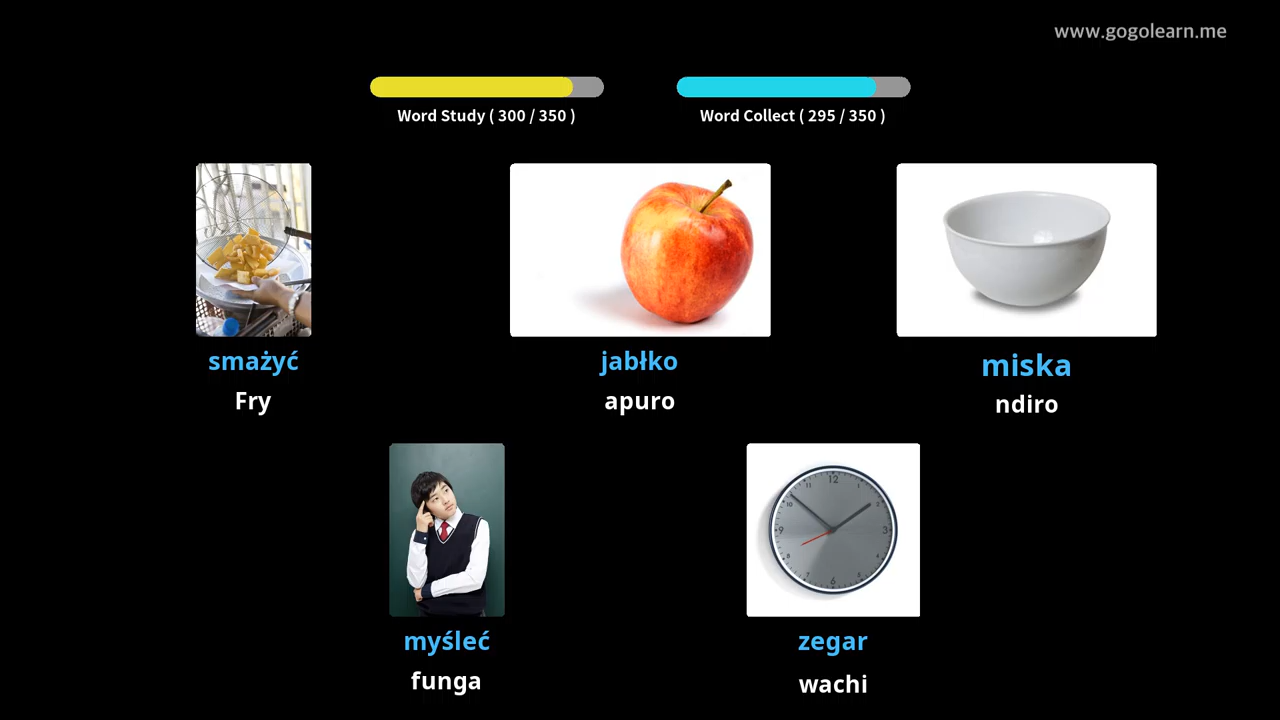 www.gogolearn.me
Word Study ( 300 / 350 )
Word Collect ( 295 / 350 )
smażyć
Fry
jabłko
apuro
miska
ndiro
myśleć
funga
zegar
wachi